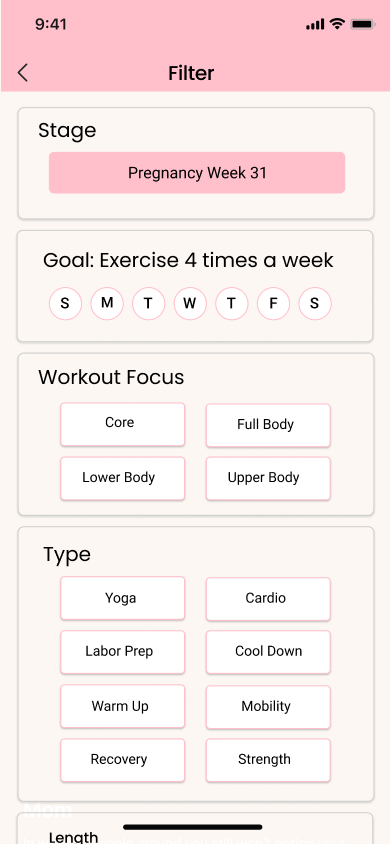 9:41
Filter
Stage
Pregnancy Week 31
Goal: Exercise 4 times a week
S M T W T F S
Workout Focus
Core Full Body
Lower Body Upper Body
Type
Yoga Cardio
Labor Prep Cool Down
Warm Up Mobility
Recovery Strength
Mom
Length